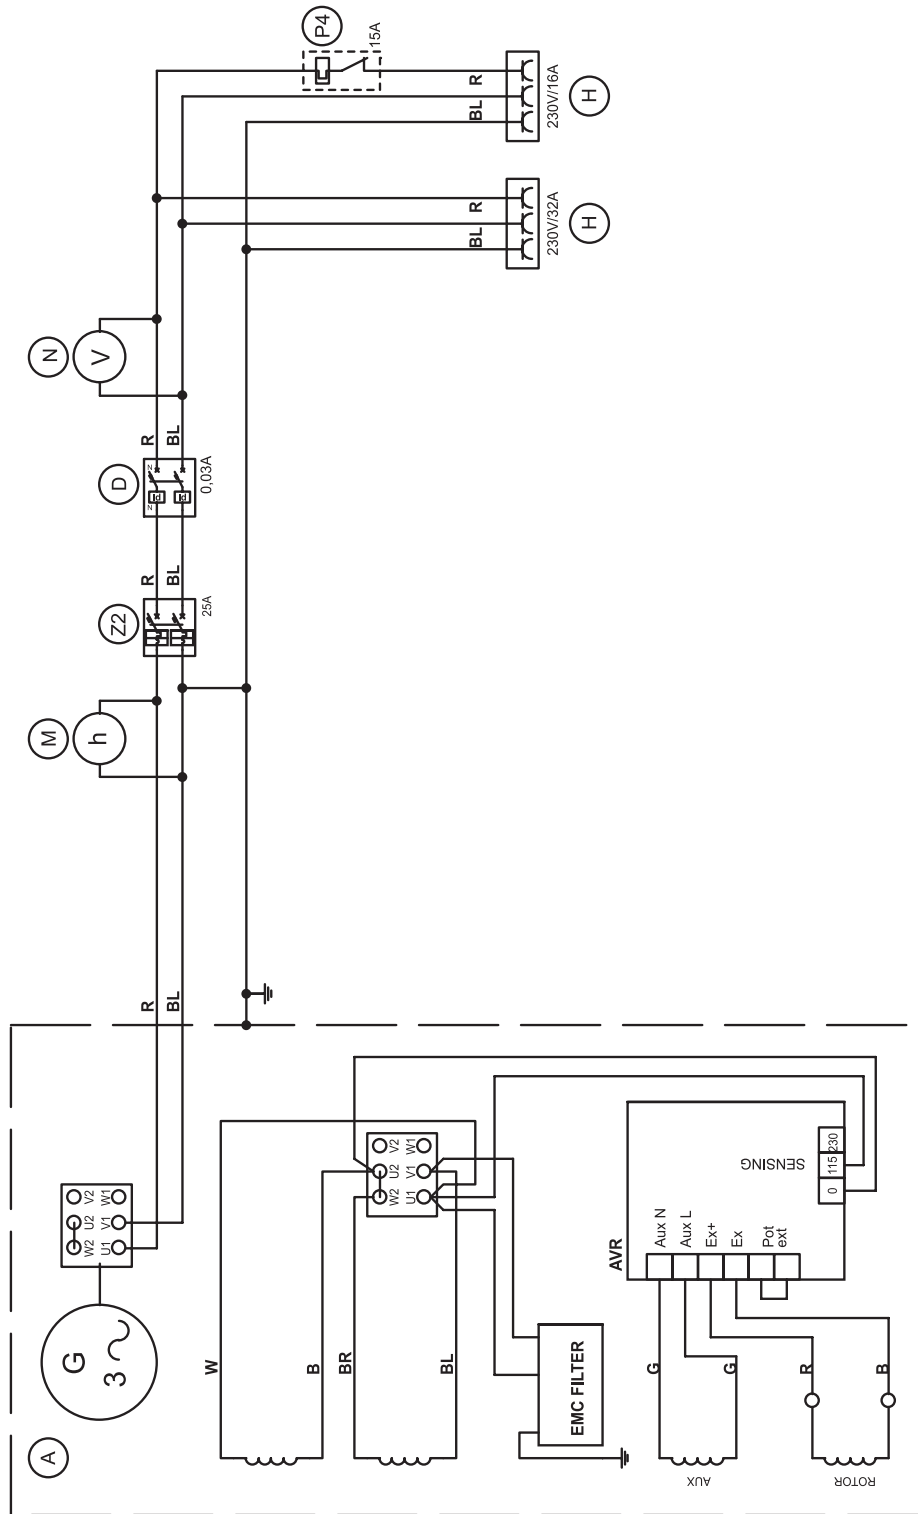 P4
15A
R
BL
230V/16A
H
R
BL
230V/32A
H
N
V
R
BL
D
N
N
Id
Id
0,03A
R
BL
Z2
25A
M
h
R
BL
V2
W1
U2
V1
W2
U1
G
3
A
W
B
BR
BL
V2
W1
U2
V1
W2
U1
EMC FILTER
AVR
SENSING
0
115
230
Aux N
Aux L
Ex+
Ex
Pot
ext
G
G
AUX
R
B
ROTOR